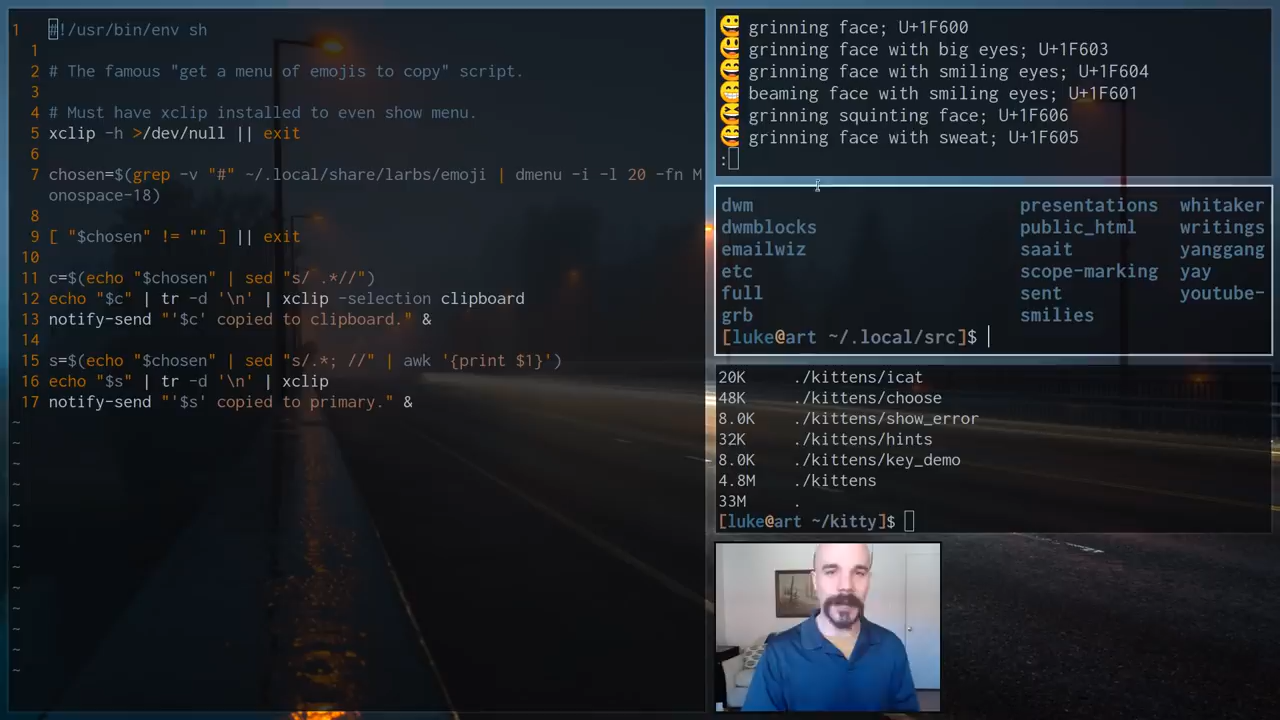 1 #!/usr/bin/env sh
1
2 # The famous "get a menu of emojis to copy" script.
3
4 # Must have xclip installed to even show menu.
5 xclip -h >/dev/null || exit
6
7 chosen=$(grep -v "#" ~/.local/share/larbs/emoji | dmenu -i -l 20 -fn M
onospace-18)
8
9 [ "$chosen" != "" ] || exit
10
11 c=$(echo "$chosen" | sed "s/ .*//")
12 echo "$c" | tr -d '\n' | xclip -selection clipboard
13 notify-send "'$c' copied to clipboard." &
14
15 s=$(echo "$chosen" | sed "s/.*; //" | awk '{print $1}')
16 echo "$s" | tr -d '\n' | xclip
17 notify-send "'$s' copied to primary." &
~
~
~
~
~
~
~
~
~
~
~
~
~
😀 grinning face; U+1F600
😃 grinning face with big eyes; U+1F603
😄 grinning face with smiling eyes; U+1F604
😁 beaming face with smiling eyes; U+1F601
😆 grinning squinting face; U+1F606
😅 grinning face with sweat; U+1F605
:
dwm presentations whitaker
dwmblocks public_html writings
emailwiz saait yanggang
etc scope-marking yay
full sent youtube-
grb smilies
[luke@art ~/.local/src]$
20K ./kittens/icat
48K ./kittens/choose
8.0K ./kittens/show_error
32K ./kittens/hints
8.0K ./kittens/key_demo
4.8M ./kittens
33M .
[luke@art ~/kitty]$